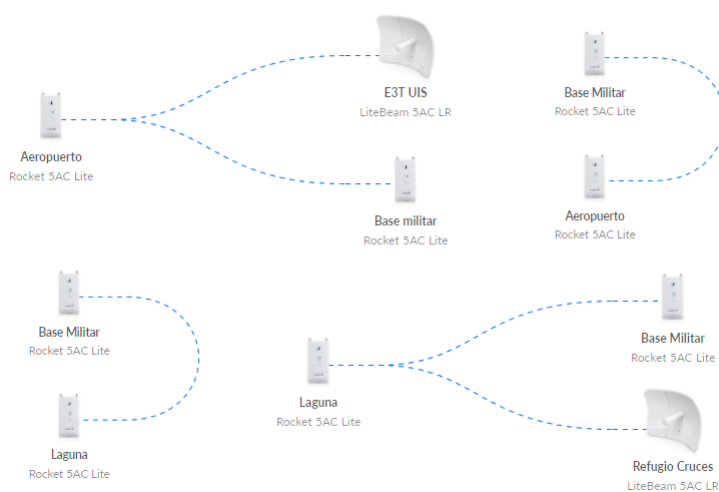 E3T UIS
LiteBeam 5AC LR
Base Militar
Rocket 5AC Lite
Aeropuerto
Rocket 5AC Lite
Base militar
Rocket 5AC Lite
Aeropuerto
Rocket 5AC Lite
Base Militar
Rocket 5AC Lite
Base Militar
Rocket 5AC Lite
Laguna
Rocket 5AC Lite
Laguna
Rocket 5AC Lite
Refugio Cruces
LiteBeam 5AC LR